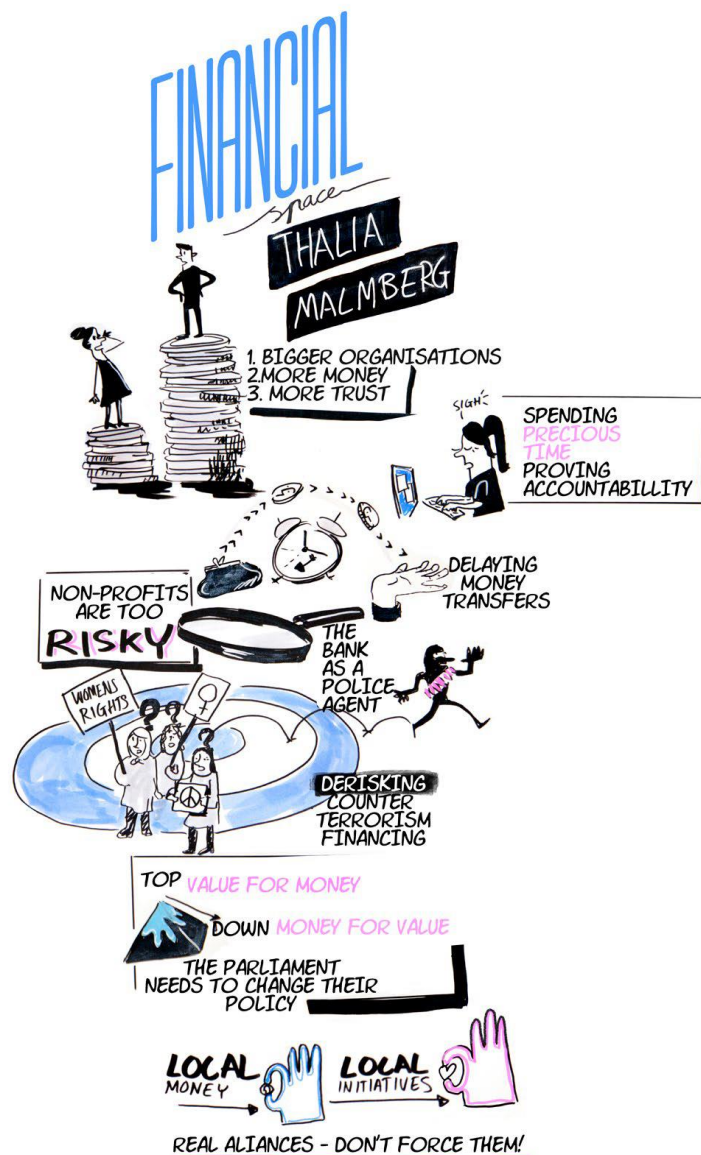 FINANCIAL
space
THALIA
MALMBERG
1. BIGGER ORGANISATIONS
2.MORE MONEY
3. MORE TRUST
SIGH
SPENDING
PRECIOUS
TIME
PROVING
ACCOUNTABILLITY
DELAYING
MONEY
TRANSFERS
NON-PROFITS
ARE TOO
RISKY
THE
BANK
AS A
POLICE
AGENT
WOMENS
RIGHTS
? ? ?
DERISKING
COUNTER
TERRORISM
FINANCING
TOP VALUE FOR MONEY
DOWN MONEY FOR VALUE
THE PARLIAMENT
NEEDS TO CHANGE THEIR
POLICY
LOCAL
MONEY
LOCAL
INITIATIVES
REAL ALIANCES - DON'T FORCE THEM!